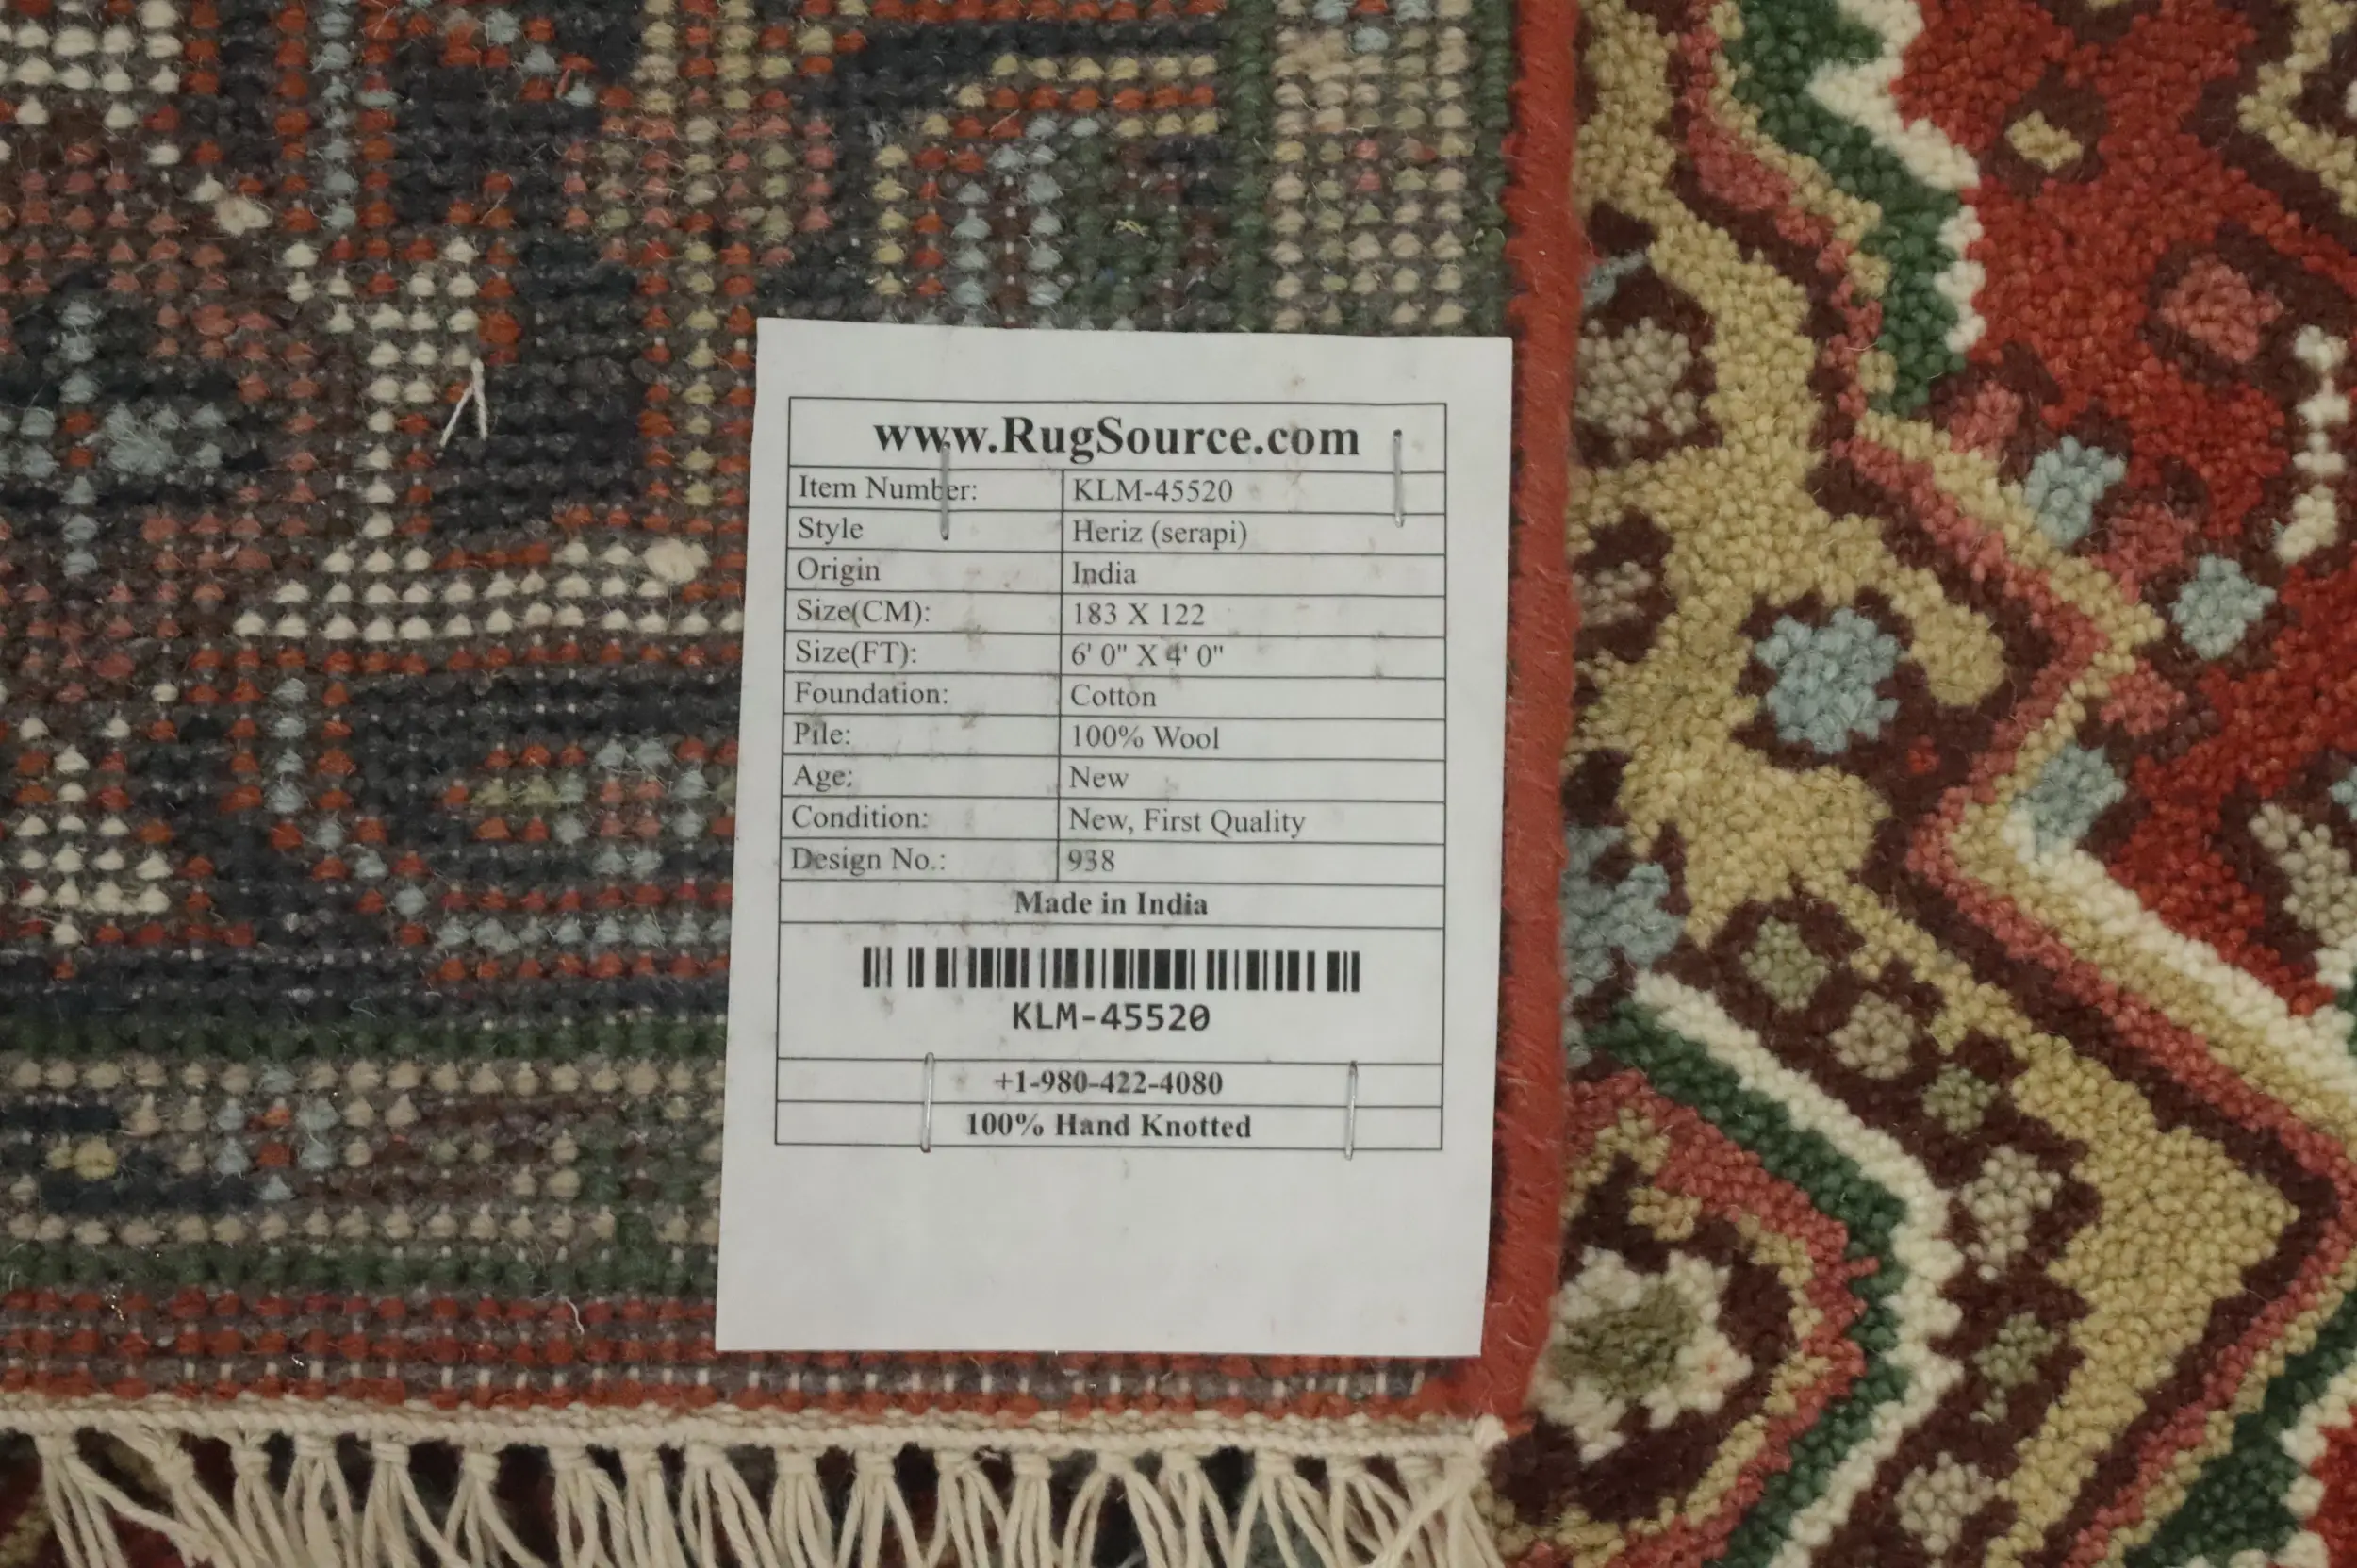 www.RugSource.com
Item Number: KLM-45520
Style Heriz (serapi)
Origin India
Size(CM): 183 X 122
Size(FT): 6' 0" X 4' 0"
Foundation: Cotton
Pile: 100% Wool
Age: New
Condition: New, First Quality
Design No.: 938
Made in India
KLM-45520
+1-980-422-4080
100% Hand Knotted